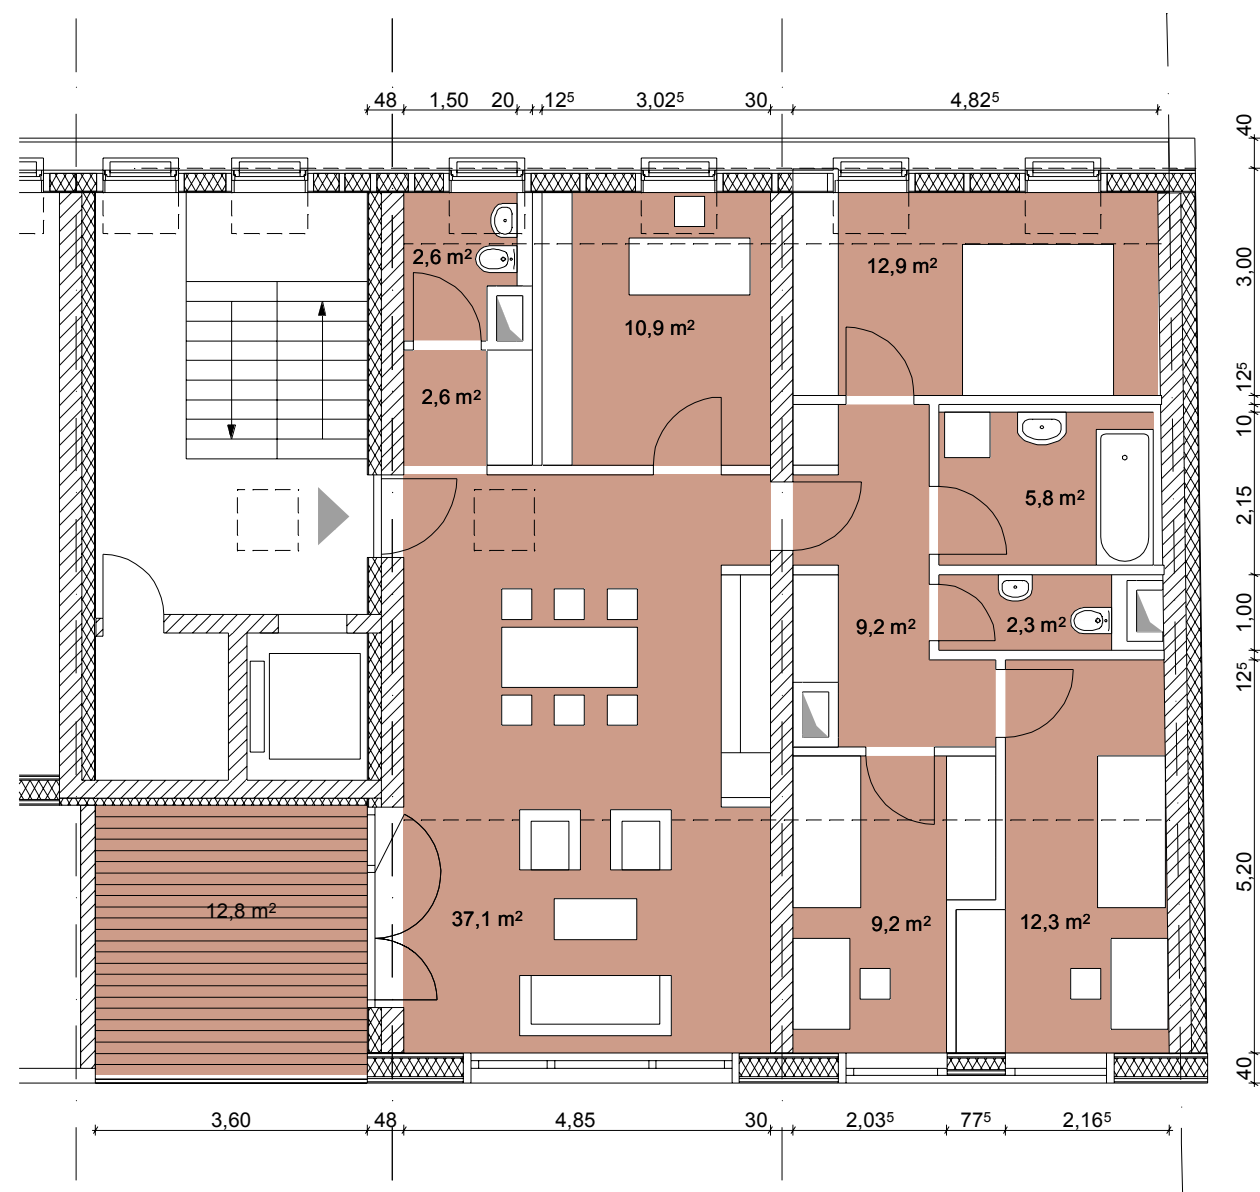 48 1,50 20 12⁵ 3,02⁵ 30 4,82⁵
40
3,00
12⁵
10
2,15
1,00
12⁵
5,20
40
2,6 m²
12,9 m²
10,9 m²
2,6 m²
5,8 m²
9,2 m²
2,3 m²
12,8 m²
37,1 m²
9,2 m²
12,3 m²
3,60 48 4,85 30 2,03⁵ 77⁵ 2,16⁵